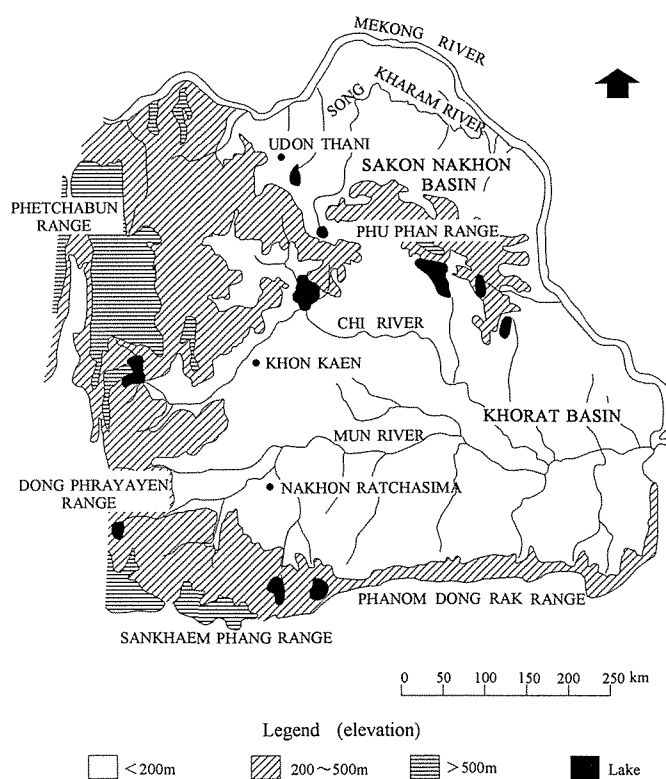 MEKONG RIVER
SONG KHARAM RIVER
UDON THANI
SAKON NAKHON
BASIN
PHETCHABUN
RANGE
PHU PHAN RANGE
CHI RIVER
KHON KAEN
KHORAT BASIN
MUN RIVER
DONG PHRAYAYEN
RANGE
NAKHON RATCHASIMA
PHANOM DONG RAK RANGE
SANKHAEM PHANG RANGE
0 50 100 150 200 250 km
Legend (elevation)
<200m 200~500m >500m Lake